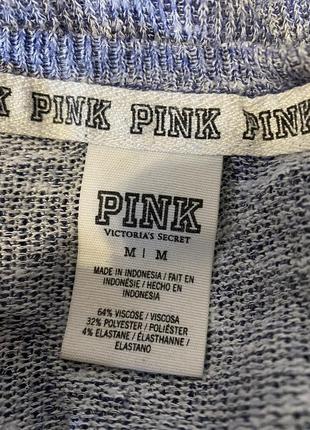 PINK PINK PINK
PINK
VICTORIA'S SECRET
M | M
MADE IN INDONESIA / FAIT EN
INDONÉSIE / HECHO EN
INDONESIA
64% VISCOSE / VISCOSA
32% POLYESTER / POLIÉSTER
4% ELASTANE / ÉLASTHANNE /
ELASTANO